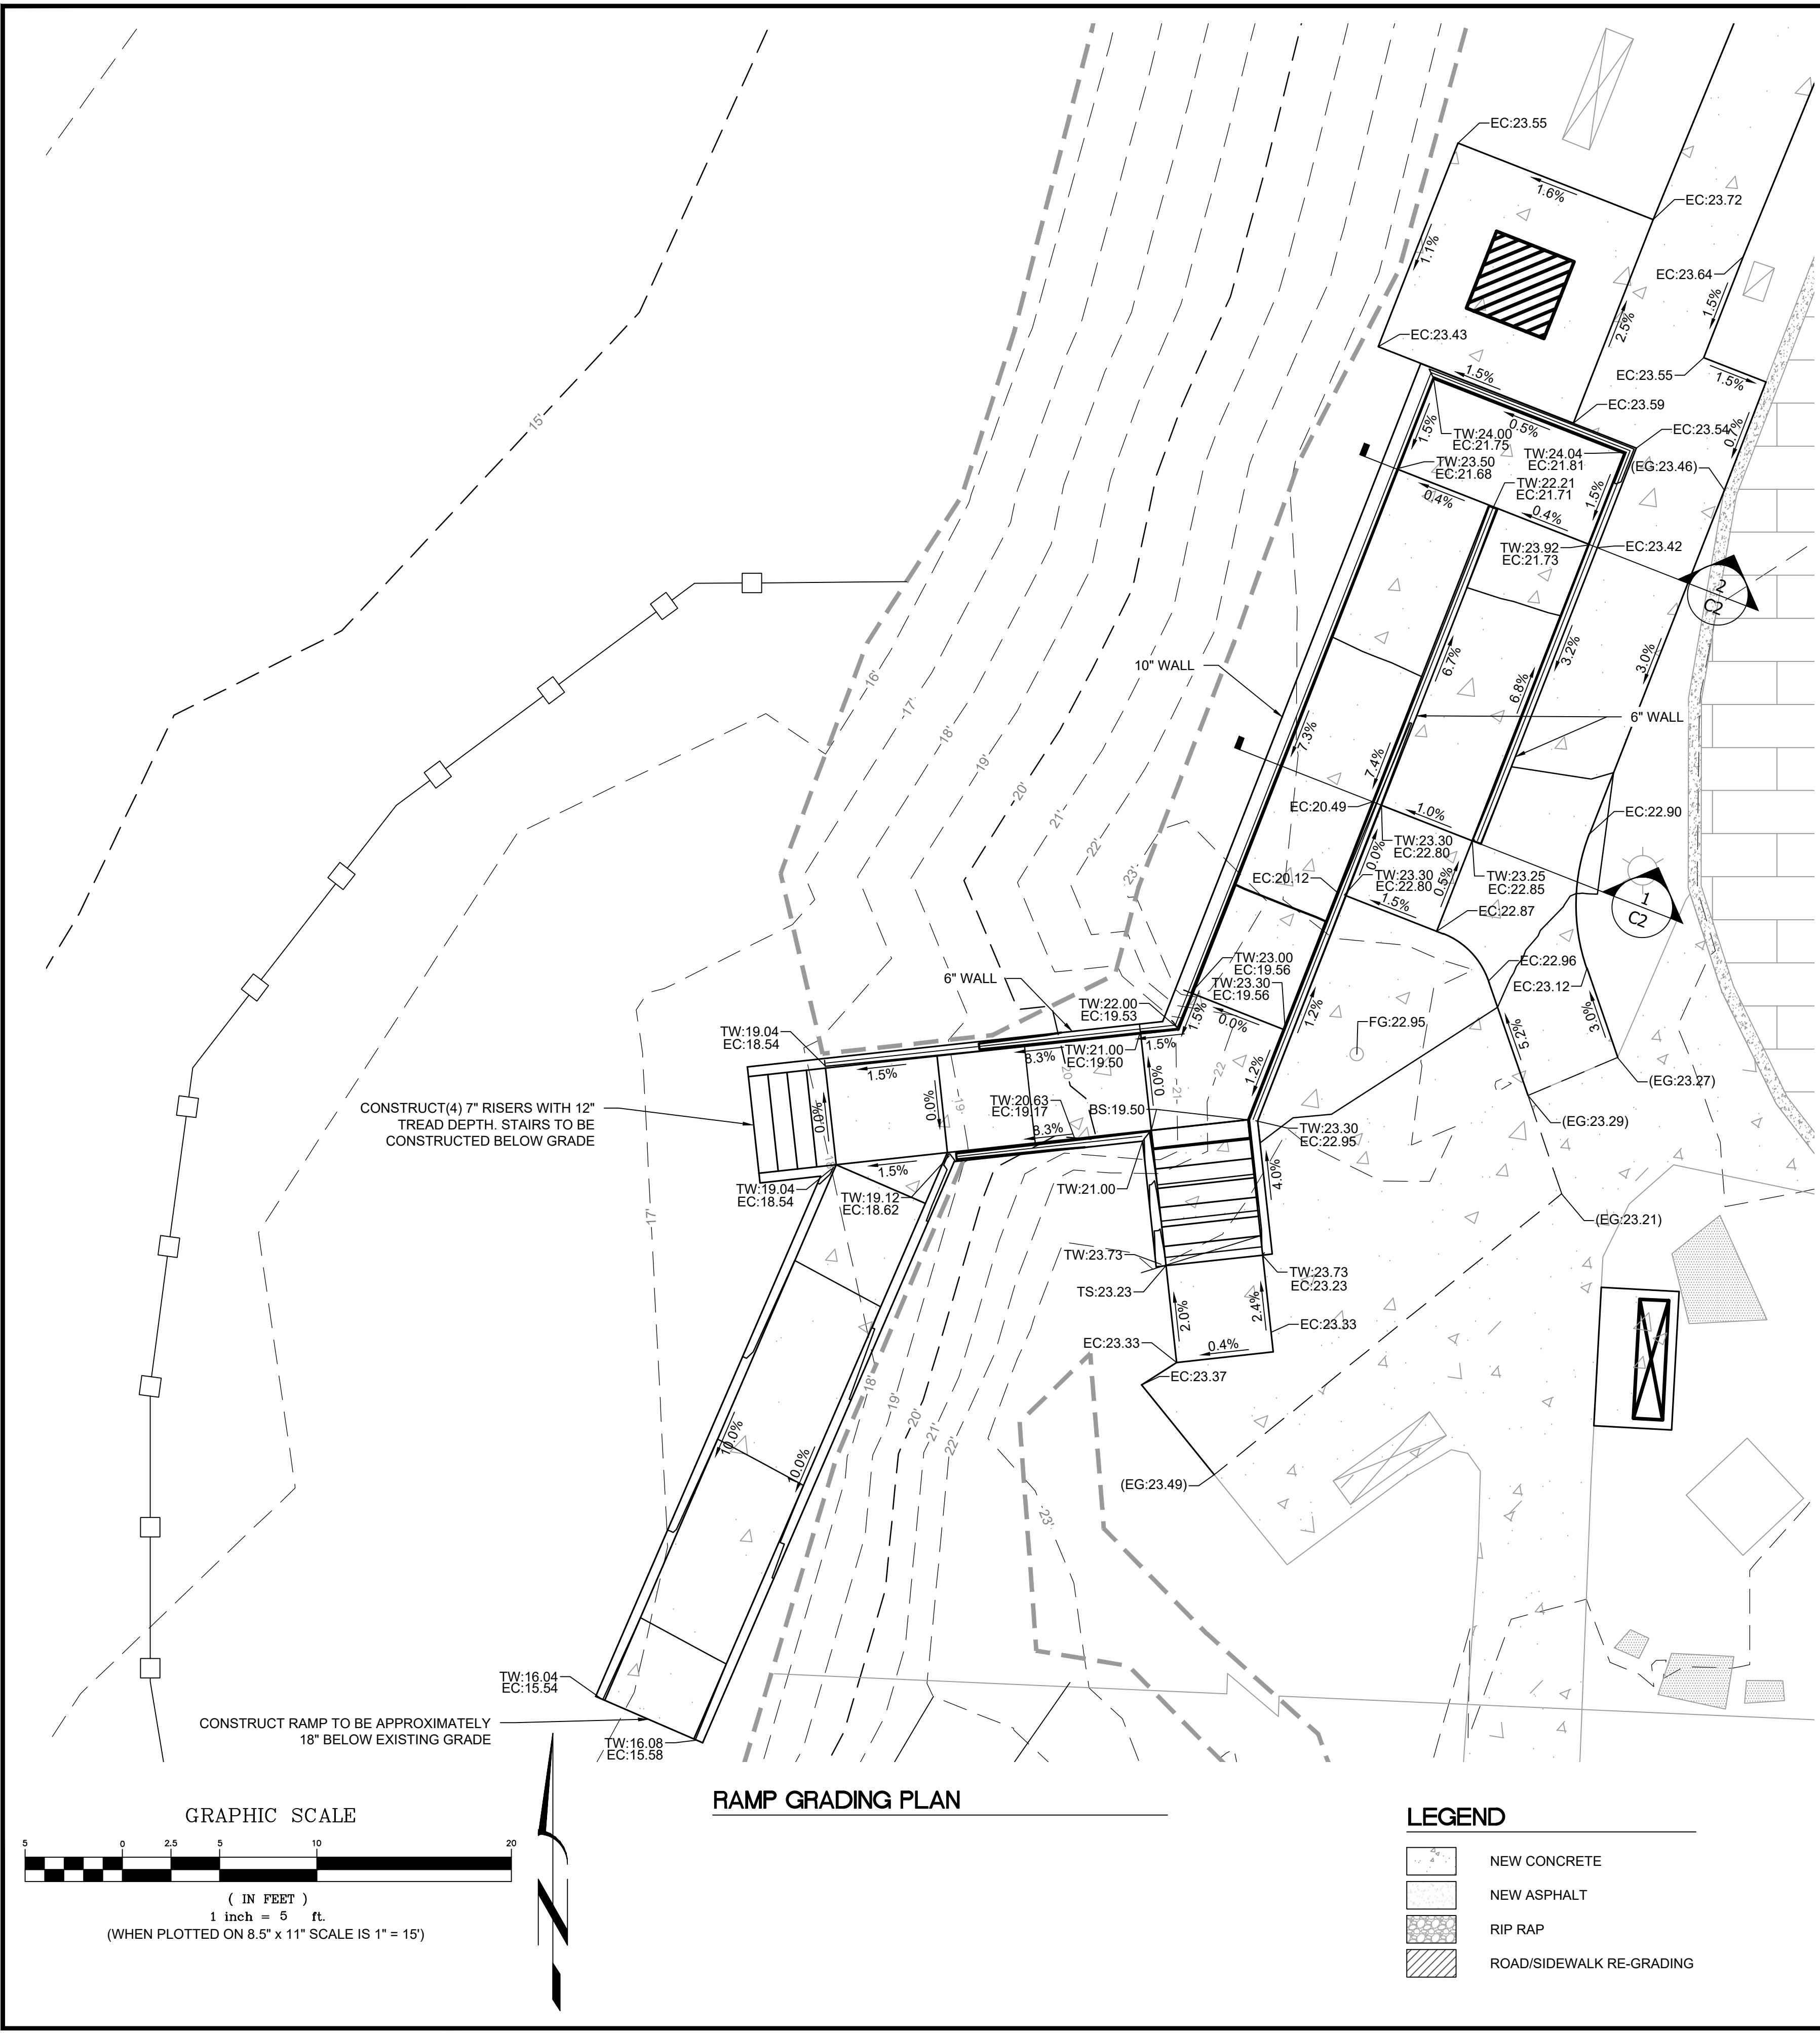 EC:23.55
1.6%
EC:23.72
1.1%
EC:23.64
1.5%
2.5%
EC:23.43
EC:23.55
1.5%
1.5%
EC:23.59
15'
0.5%
EC:23.54
0.7%
1.5%
TW:24.00
EC:21.75
TW:24.04
EC:21.81
(EG:23.46)
TW:23.50
EC:21.68
TW:22.21
EC:21.71
0.4%
0.4%
1.5%
TW:23.92
EC:21.73
EC:23.42
2
C2
10" WALL
6.7%
3.2%
3.0%
16'
17'
18'
19'
20'
21'
22'
23'
6.8%
6" WALL
7.3%
7.4%
EC:20.49
1.0%
EC:22.90
TW:23.30
EC:22.80
0.0%
EC:20.12
TW:23.30
EC:22.80
0.5%
TW:23.25
EC:22.85
1
C2
1.5%
EC:22.87
6" WALL
TW:23.00
EC:19.56
TW:23.30
EC:19.56
EC:22.96
EC:23.12
TW:22.00
EC:19.53
1.5%
0.0%
1.2%
FG:22.95
5.2%
3.0%
TW:19.04
EC:18.54
8.3%
TW:21.00
EC:19.50
1.5%
1.5%
20
0.0%
21
22
1.2%
(EG:23.27)
CONSTRUCT(4) 7" RISERS WITH 12"
TREAD DEPTH. STAIRS TO BE
CONSTRUCTED BELOW GRADE
0.0%
0.0%
19
TW:20.63
EC:19.17
BS:19.50
8.3%
(EG:23.29)
TW:23.30
EC:22.95
1.5%
4.0%
TW:19.04
EC:18.54
TW:19.12
EC:18.62
TW:21.00
17'
(EG:23.21)
TW:23.73
TS:23.23
TW:23.73
EC:23.23
2.0%
2.4%
EC:23.33
EC:23.33
0.4%
EC:23.37
18'
19'
20'
21'
22'
10.0%
10.0%
(EG:23.49)
23'
TW:16.04
EC:15.54
CONSTRUCT RAMP TO BE APPROXIMATELY
18" BELOW EXISTING GRADE
TW:16.08
EC:15.58
RAMP GRADING PLAN
GRAPHIC SCALE
5 0 2.5 5 10 20
( IN FEET )
1 inch = 5 ft.
(WHEN PLOTTED ON 8.5" x 11" SCALE IS 1" = 15')
N
LEGEND
NEW CONCRETE
NEW ASPHALT
RIP RAP
ROAD/SIDEWALK RE-GRADING